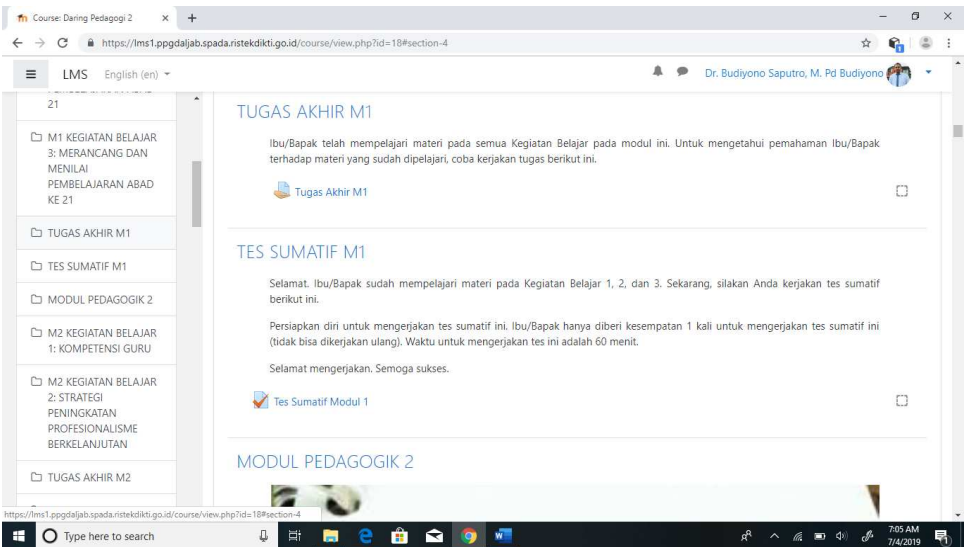 Course: Daring Pedagogi 2
https://lms1.ppgdaljab.spada.ristekdikti.go.id/course/view.php?id=18#section-4
LMS English (en)
Dr. Budiyono Saputro, M. Pd Budiyono
21
M1 KEGIATAN BELAJAR
3: MERANCANG DAN
MENILAI
PEMBELAJARAN ABAD
KE 21
TUGAS AKHIR M1
TES SUMATIF M1
MODUL PEDAGOGIK 2
M2 KEGIATAN BELAJAR
1: KOMPETENSI GURU
M2 KEGIATAN BELAJAR
2: STRATEGI
PENINGKATAN
PROFESIONALISME
BERKELANJUTAN
TUGAS AKHIR M2
TUGAS AKHIR M1
Ibu/Bapak telah mempelajari materi pada semua Kegiatan Belajar pada modul ini. Untuk mengetahui pemahaman Ibu/Bapak
terhadap materi yang sudah dipelajari, coba kerjakan tugas berikut ini.
Tugas Akhir M1
TES SUMATIF M1
Selamat. Ibu/Bapak sudah mempelajari materi pada Kegiatan Belajar 1, 2, dan 3. Sekarang, silakan Anda kerjakan tes sumatif
berikut ini.
Persiapkan diri untuk mengerjakan tes sumatif ini. Ibu/Bapak hanya diberi kesempatan 1 kali untuk mengerjakan tes sumatif ini
(tidak bisa dikerjakan ulang). Waktu untuk mengerjakan tes ini adalah 60 menit.
Selamat mengerjakan. Semoga sukses.
Tes Sumatif Modul 1
MODUL PEDAGOGIK 2
https://lms1.ppgdaljab.spada.ristekdikti.go.id/course/view.php?id=18#section-4
Type here to search
7:05 AM
7/4/2019